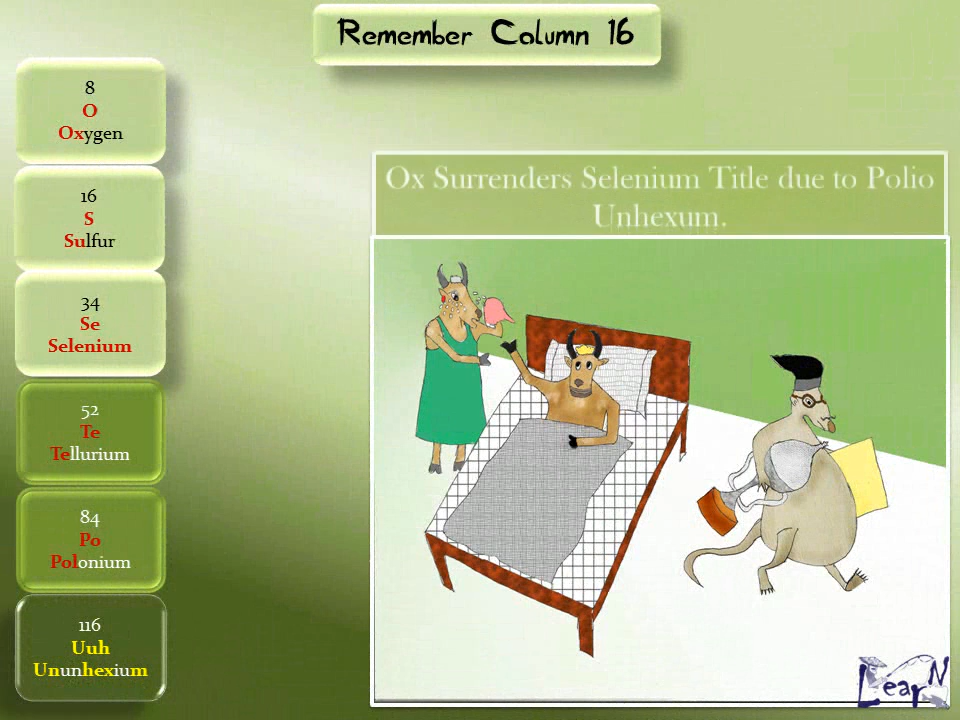 Remember Column 16
8
O
Oxygen
16
S
Sulfur
34
Se
Selenium
52
Te
Tellurium
84
Po
Polonium
116
Uuh
Ununhexium
Ox Surrenders Selenium Title due to Polio
Unhexum.
LearN